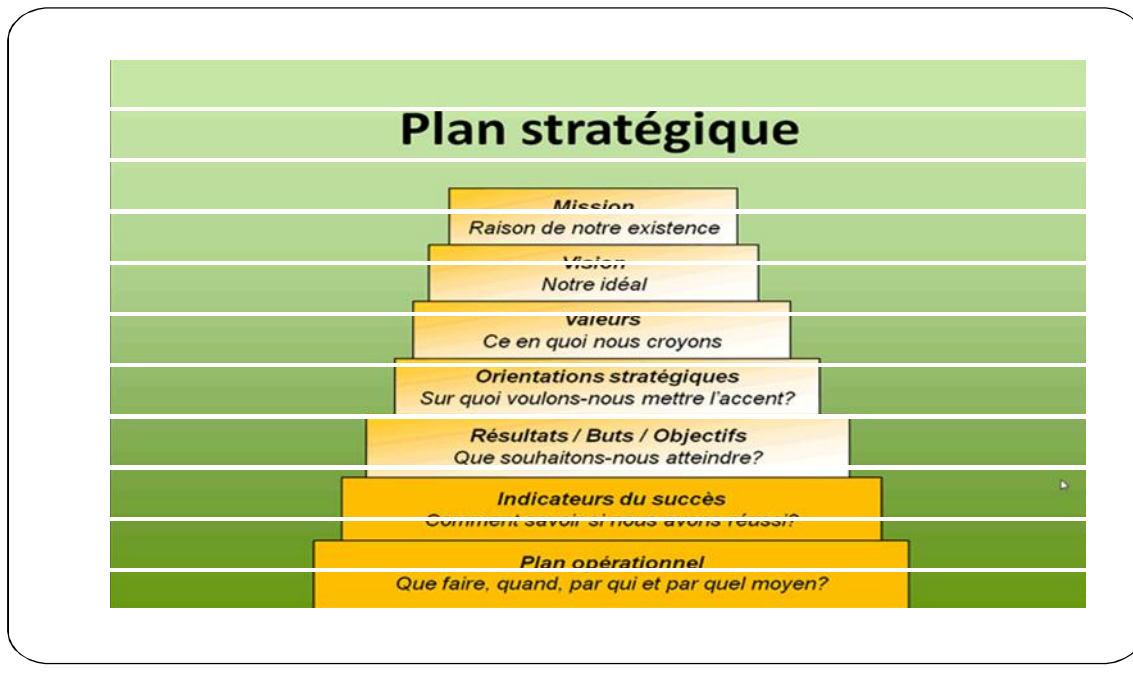 Plan stratégique
Mission
Raison de notre existence
Vision
Notre idéal
Valeurs
Ce en quoi nous croyons
Orientations stratégiques
Sur quoi voulons-nous mettre l'accent?
Résultats / Buts / Objectifs
Que souhaitons-nous atteindre?
Indicateurs du succès
Comment savoir si nous avons réussi?
Plan opérationnel
Que faire, quand, par qui et par quel moyen?